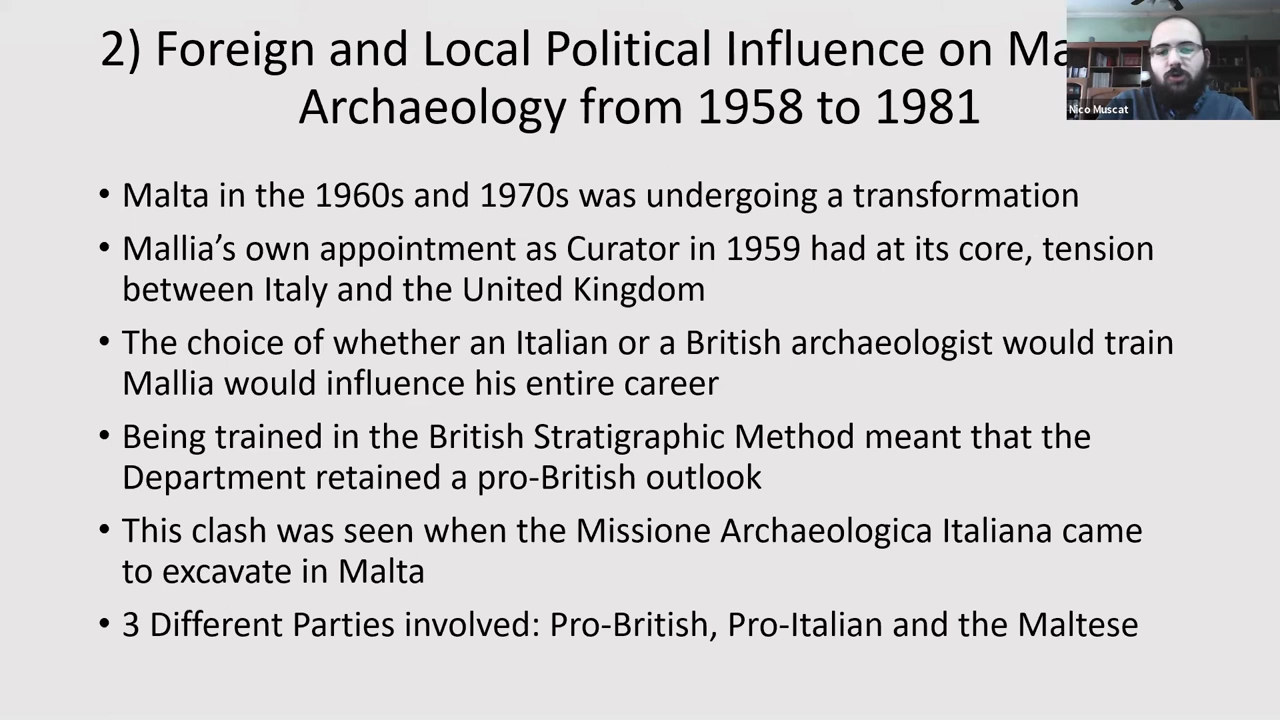 2) Foreign and Local Political Influence on
Archaeology from 1958 to 1981
Nico Muscat
• Malta in the 1960s and 1970s was undergoing a transformation
• Mallia’s own appointment as Curator in 1959 had at its core, tension
between Italy and the United Kingdom
• The choice of whether an Italian or a British archaeologist would train
Mallia would influence his entire career
• Being trained in the British Stratigraphic Method meant that the
Department retained a pro-British outlook
• This clash was seen when the Missione Archaeologica Italiana came
to excavate in Malta
• 3 Different Parties involved: Pro-British, Pro-Italian and the Maltese